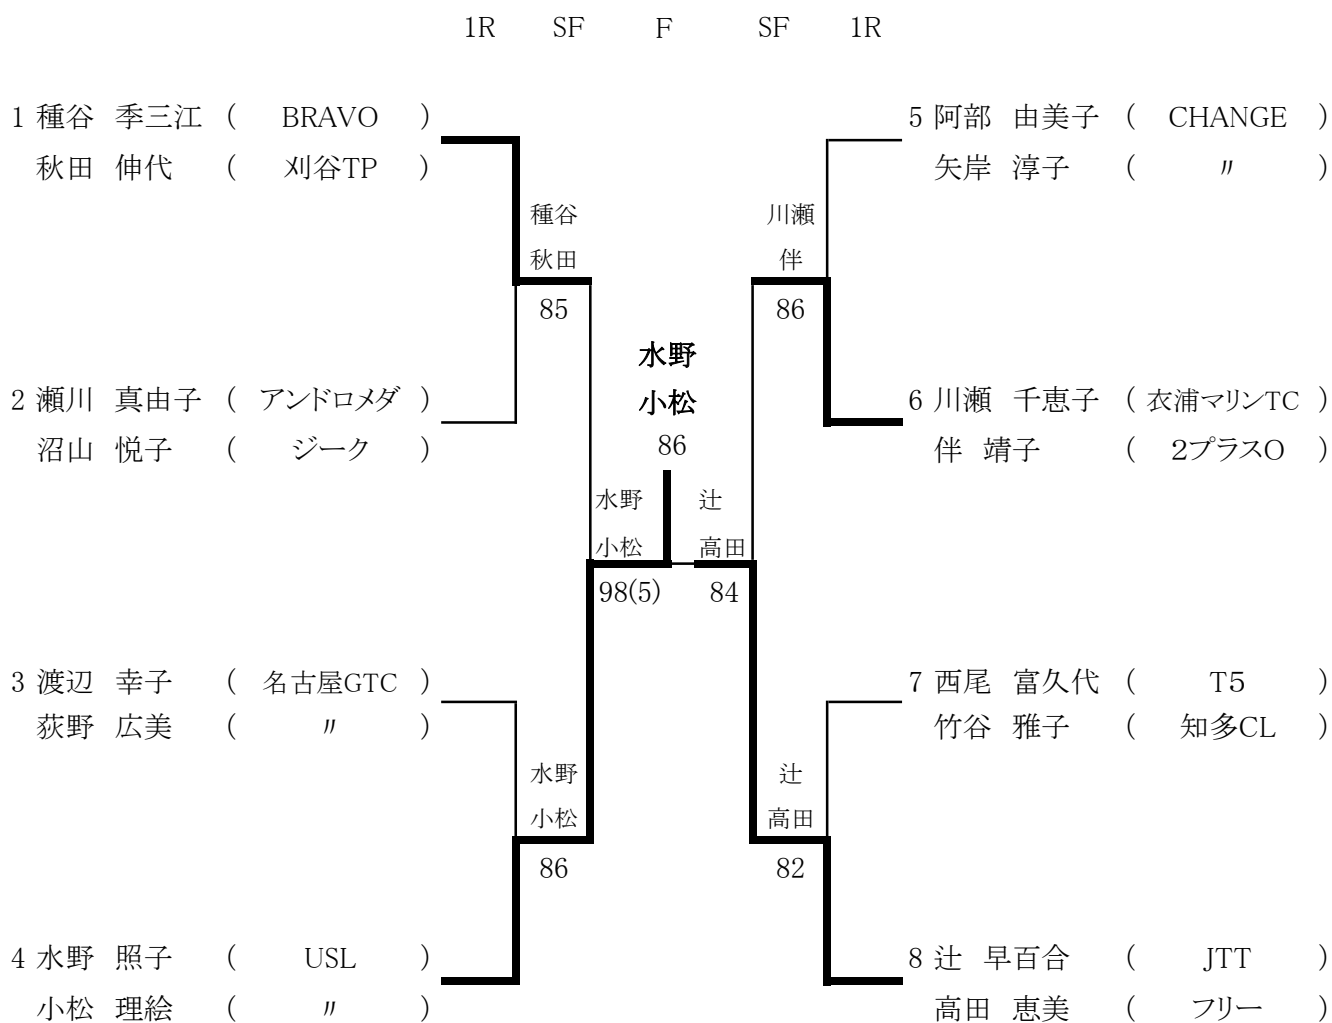 1R SF F SF 1R
1 種谷 季三江 ( BRAVO )
秋田 伸代 ( 刈谷TP )
5 阿部 由美子 ( CHANGE )
矢岸 淳子 ( 〃 )
種谷
秋田
85
川瀬
伴
86
2 瀬川 真由子 ( アンドロメダ )
沼山 悦子 ( ジーク )
水野
小松
86
6 川瀬 千恵子 ( 衣浦マリンTC )
伴 靖子 ( 2プラスO )
水野
小松
98(5)
辻
高田
84
3 渡辺 幸子 ( 名古屋GTC )
荻野 広美 ( 〃 )
7 西尾 富久代 ( T5 )
竹谷 雅子 ( 知多CL )
水野
小松
86
辻
高田
82
4 水野 照子 ( USL )
小松 理絵 ( 〃 )
8 辻 早百合 ( JTT )
高田 恵美 ( フリー )